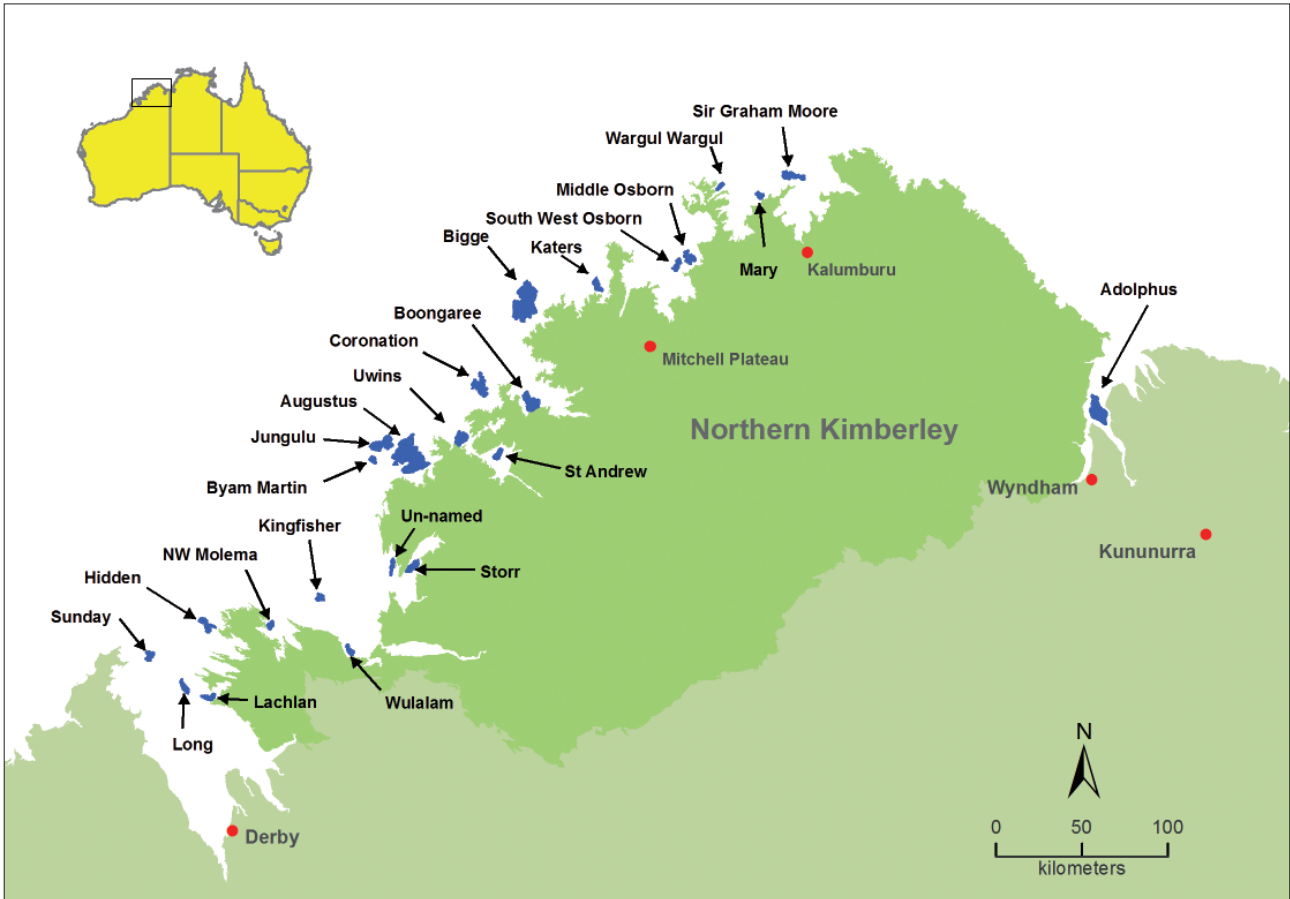 Sir Graham Moore
Wargul Wargul
Middle Osborn
South West Osborn
Bigge
Katers
Mary
Kalumburu
Adolphus
Boongaree
Coronation
Mitchell Plateau
Uwins
Augustus
Northern Kimberley
Jungulu
St Andrew
Byam Martin
Wyndham
Un-named
Kingfisher
Kununurra
NW Molema
Storr
Hidden
Sunday
Lachlan
Wulalam
Long
N
0 50 100
kilometers
Derby